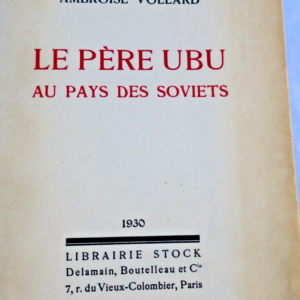 AMBROISE VOLLARD
LE PÈRE UBU
AU PAYS DES SOVIETS
1930
LIBRAIRIE STOCK
Delamain, Boutelleau et Cie
7, r. du Vieux-Colombier, Paris